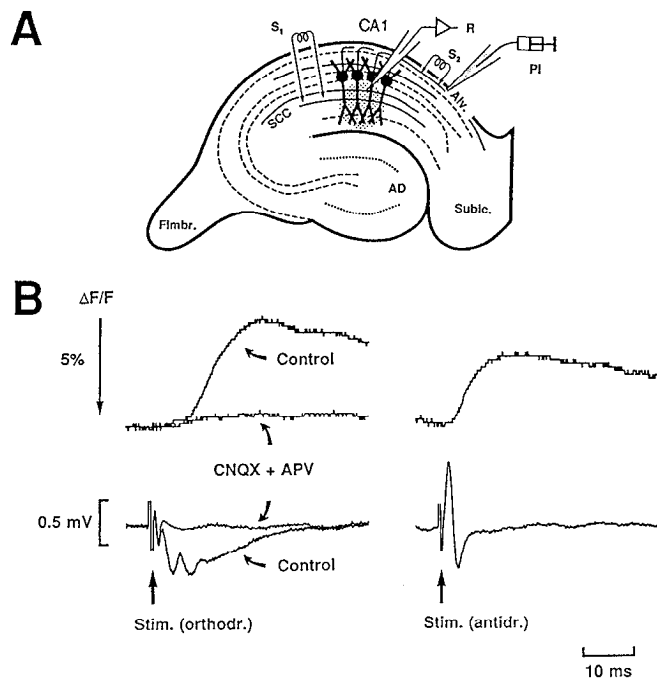 A
S1
CA1
R
S2
PI
Alv.
SCC
AD
Fimbr.
Subic.
B
ΔF/F
5%
Control
CNQX + APV
0.5 mV
Control
Stim. (orthodr.)
Stim. (antidr.)
10 ms